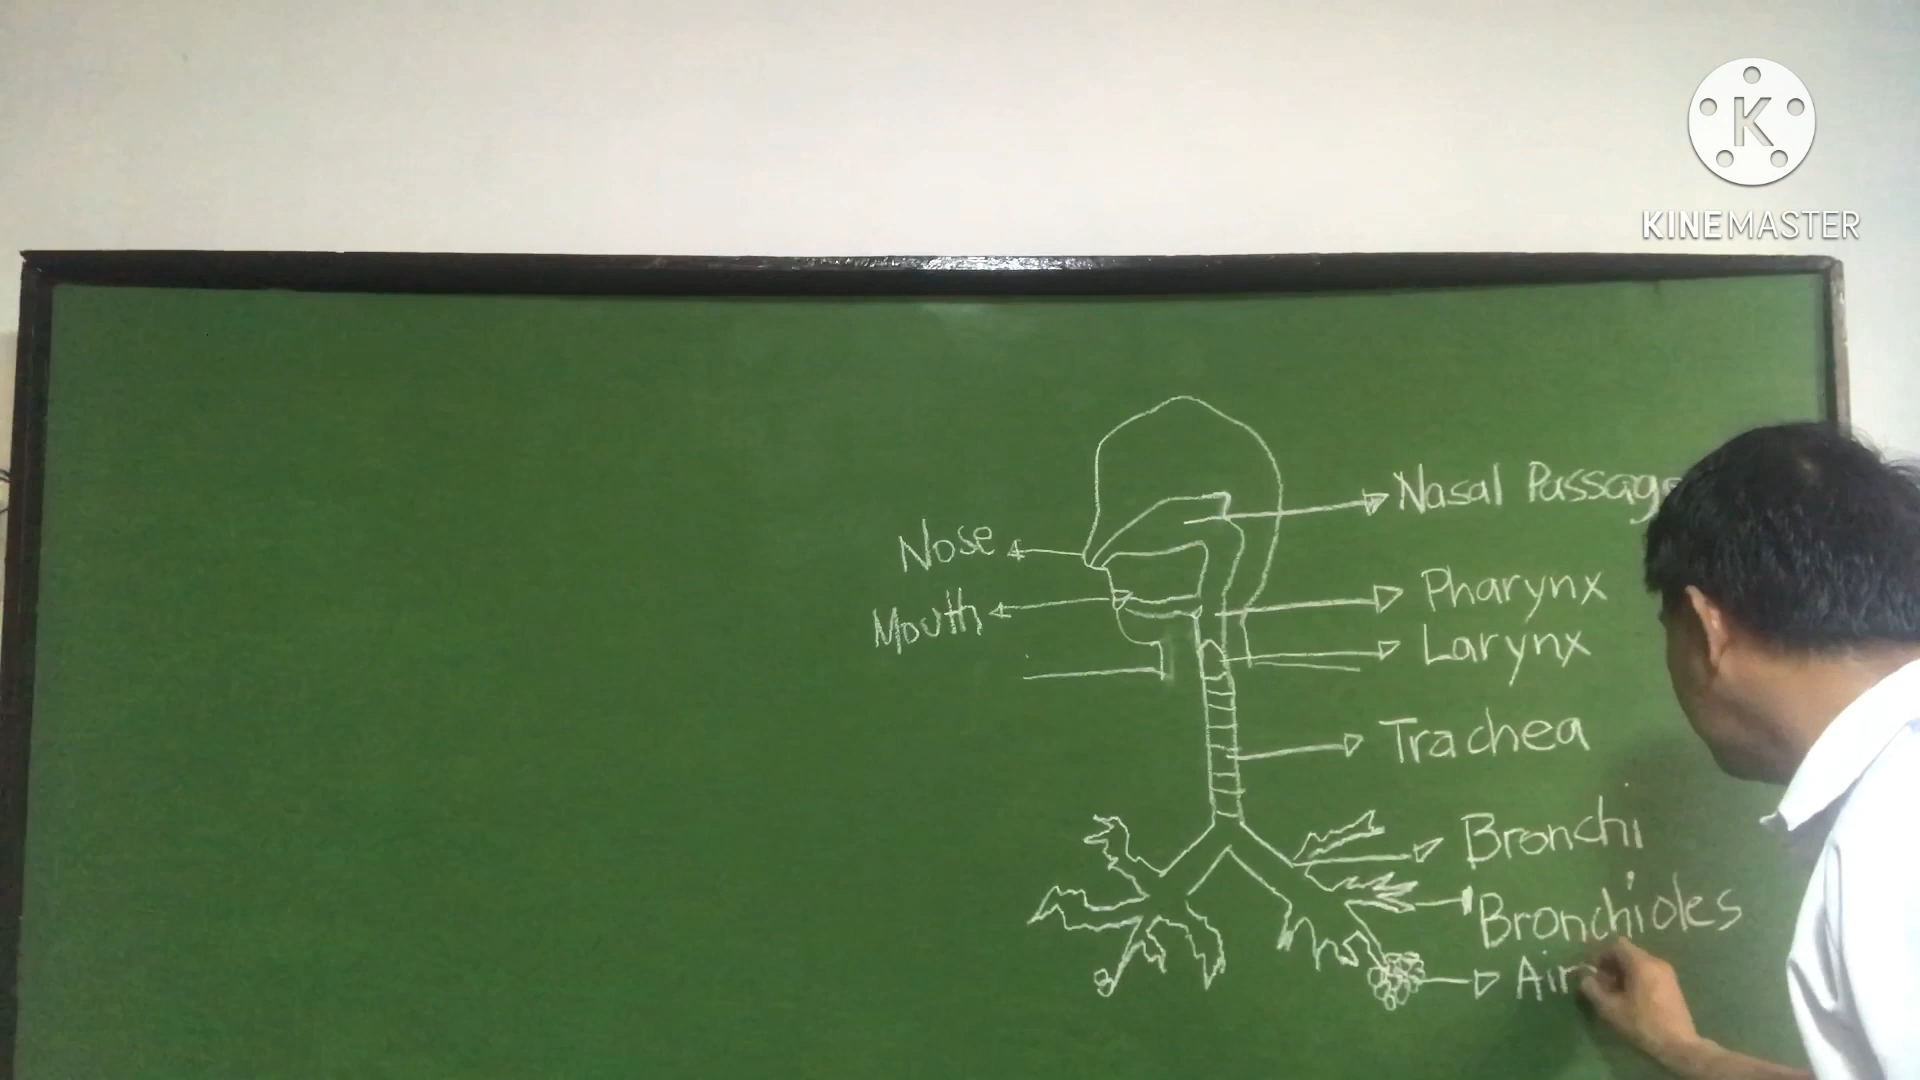 K
KINEMASTER
Nasal Passage
Nose
Pharynx
Mouth
Larynx
Trachea
Bronchi
Bronchioles
Air